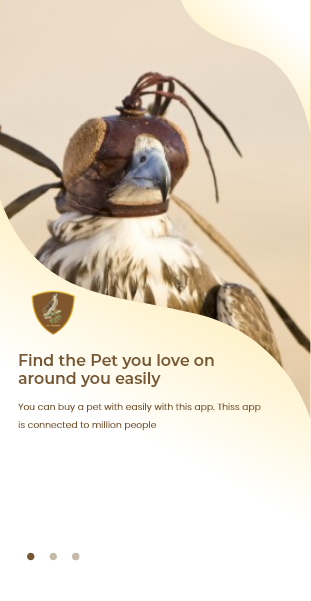 Find the Pet you love on
around you easily
You can buy a pet with easily with this app. Thiss app
is connected to million people